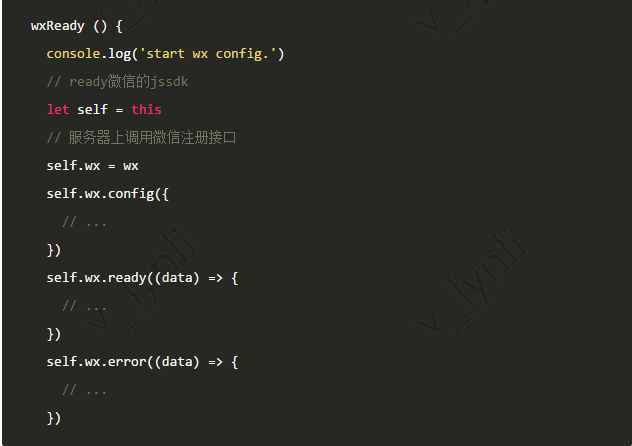 wxReady () {
console.log('start wx config.')
// ready微信的jssdk
let self = this
// 服务器上调用微信注册接口
self.wx = wx
self.wx.config({
// ...
})
self.wx.ready((data) => {
// ...
})
self.wx.error((data) => {
// ...
})
v_lynli
v_lynli